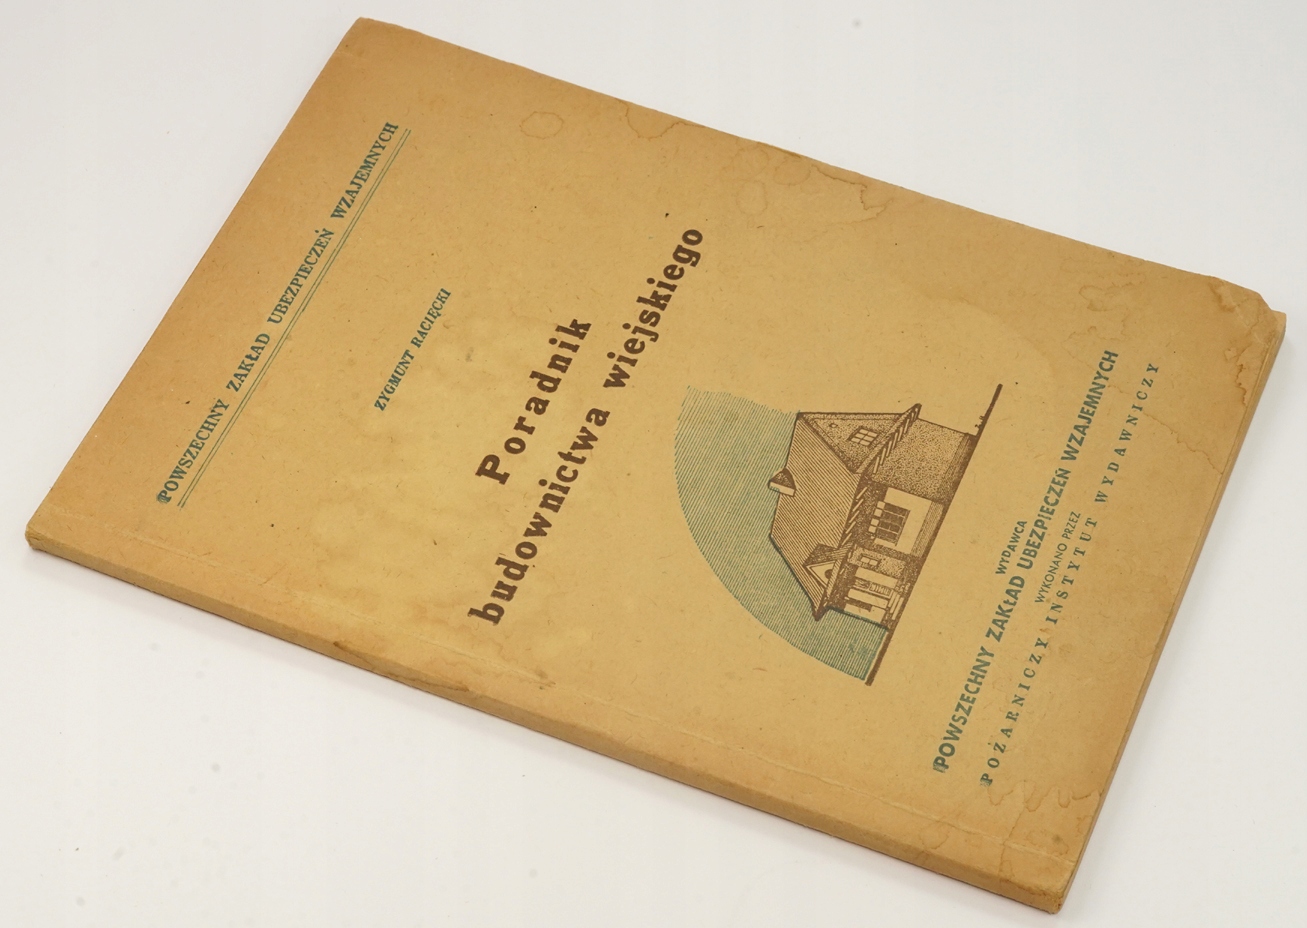 POWSZECHNY ZAKŁAD UBEZPIECZEŃ WZAJEMNYCH
ZYGMUNT RACIĘCKI
Poradnik
budownictwa wiejskiego
WYDAWCA
POWSZECHNY ZAKŁAD UBEZPIECZEŃ WZAJEMNYCH
WYKONANO PRZEZ
POŻARNICZY INSTYTUT WYDAWNICZY